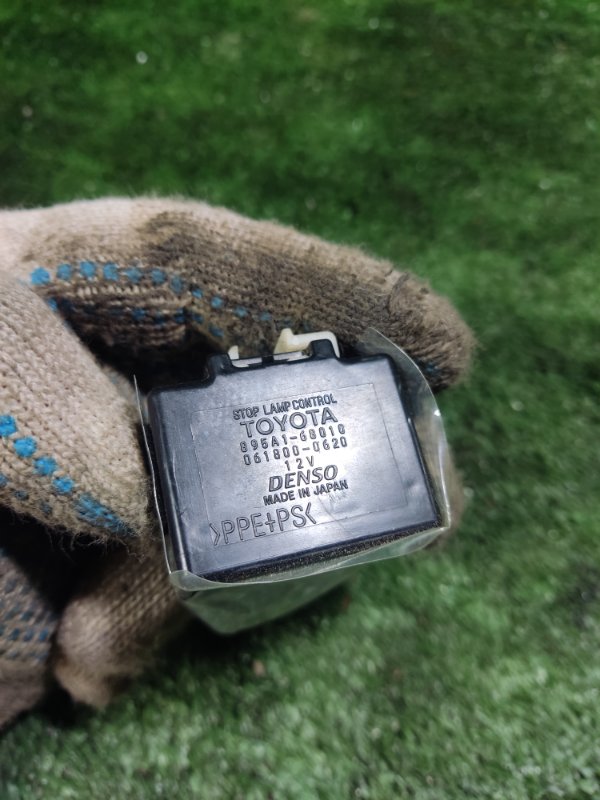 STOP LAMP CONTROL
TOYOTA
895A1-68010
061800-0620
12V
DENSO
MADE IN JAPAN
>PPE+PS<